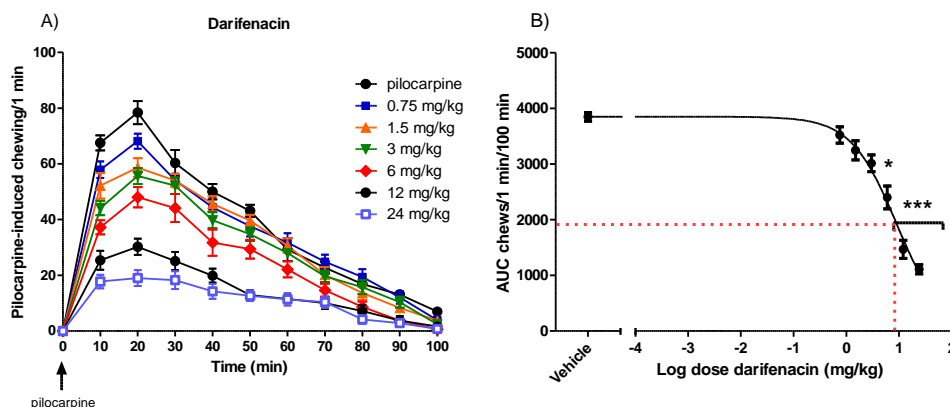 A)
Darifenacin
Pilocarpine-induced chewing/1 min
100
80
60
40
20
0
0 10 20 30 40 50 60 70 80 90 100
Time (min)
pilocarpine
pilocarpine
0.75 mg/kg
1.5 mg/kg
3 mg/kg
6 mg/kg
12 mg/kg
24 mg/kg
B)
AUC chews/1 min/100 min
5000
4000
3000
2000
1000
0
*
***
Vehicle -4 -3 -2 -1 0 1 2
Log dose darifenacin (mg/kg)